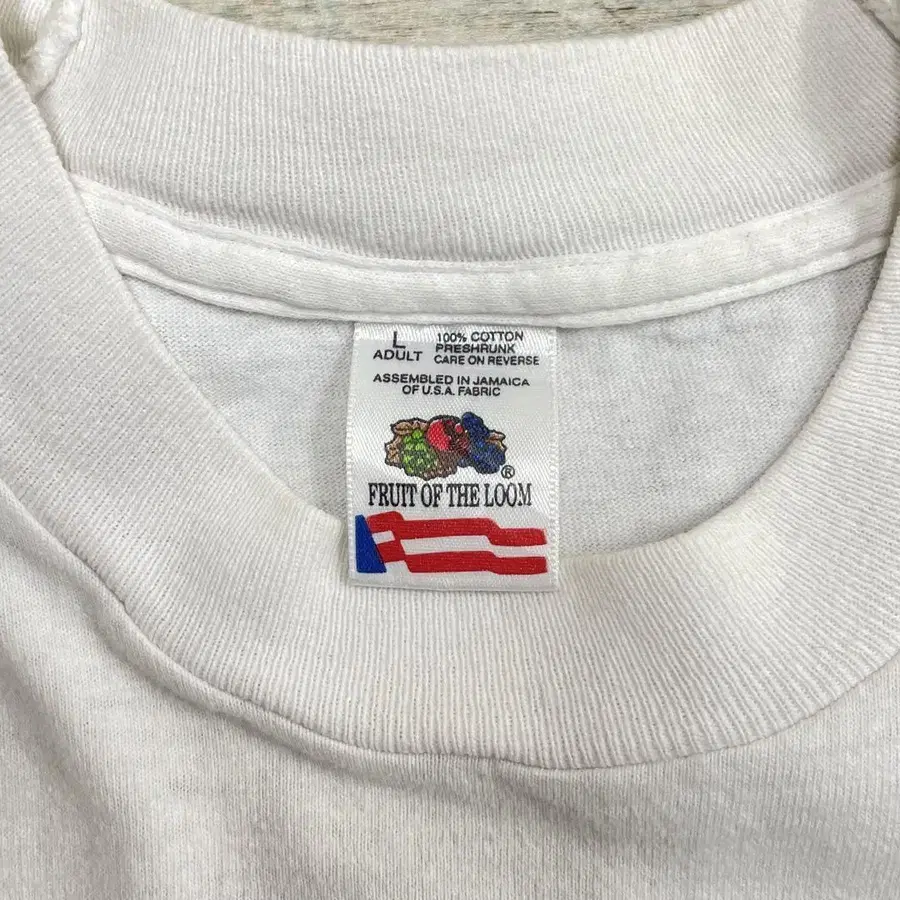 L
ADULT
100% COTTON
PRESHRUNK
CARE ON REVERSE
ASSEMBLED IN JAMAICA
OF U.S.A. FABRIC
®
FRUIT OF THE LOOM